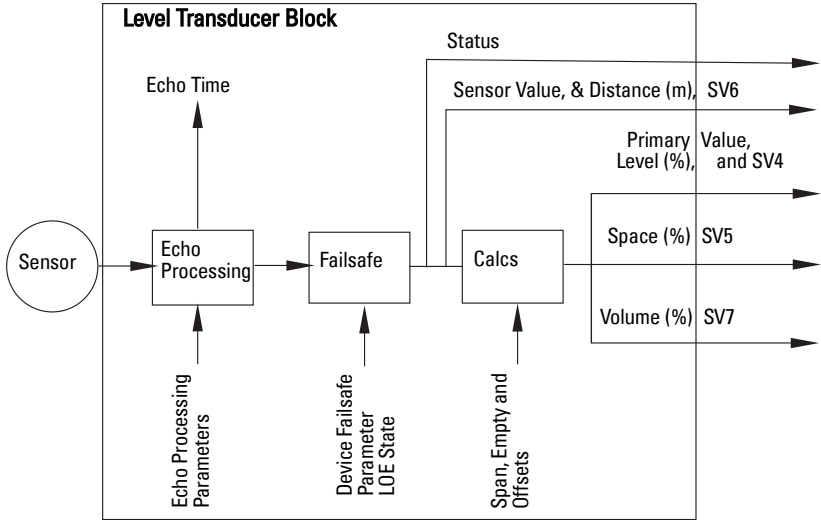 Level Transducer Block
Status
Echo Time
Sensor Value, & Distance (m), SV6
Primary Value,
Level (%), and SV4
Sensor
Echo
Processing
Failsafe
Calcs
Space (%) SV5
Volume (%) SV7
Echo Processing
Parameters
Device Failsafe
Parameter
LOE State
Span, Empty and
Offsets